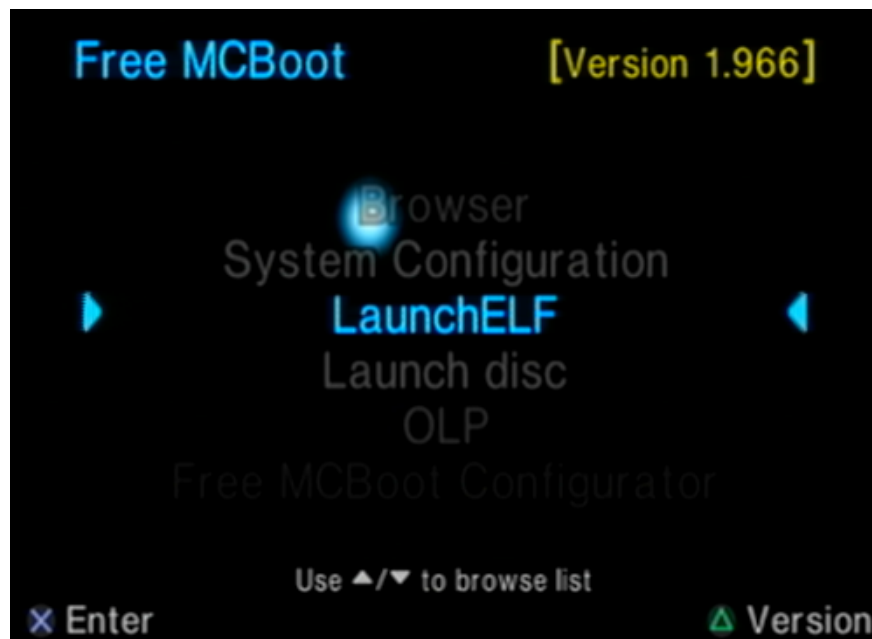 Free MCBoot [Version 1.966]
Browser
System Configuration
LaunchELF
Launch disc
OLP
Free MCBoot Configurator
Use ▲/▼ to browse list
Enter Version